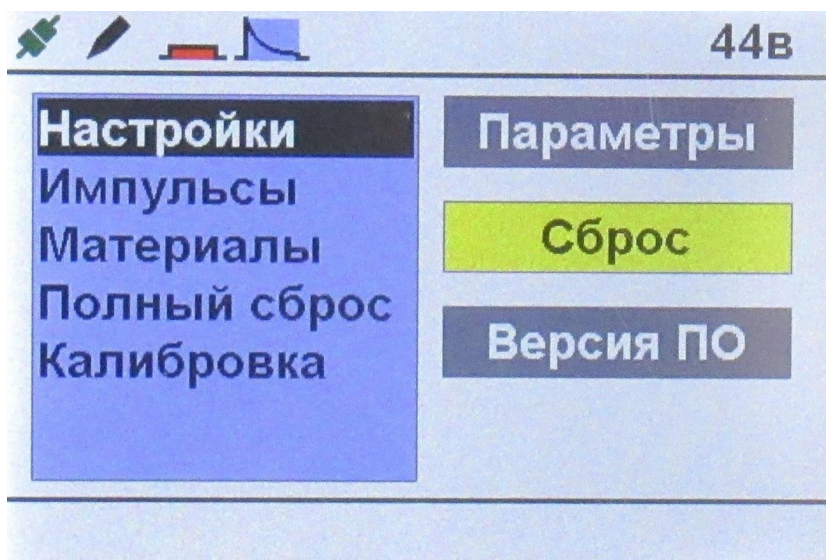 44в
Настройки
Импульсы
Материалы
Полный сброс
Калибровка
Параметры
Сброс
Версия ПО